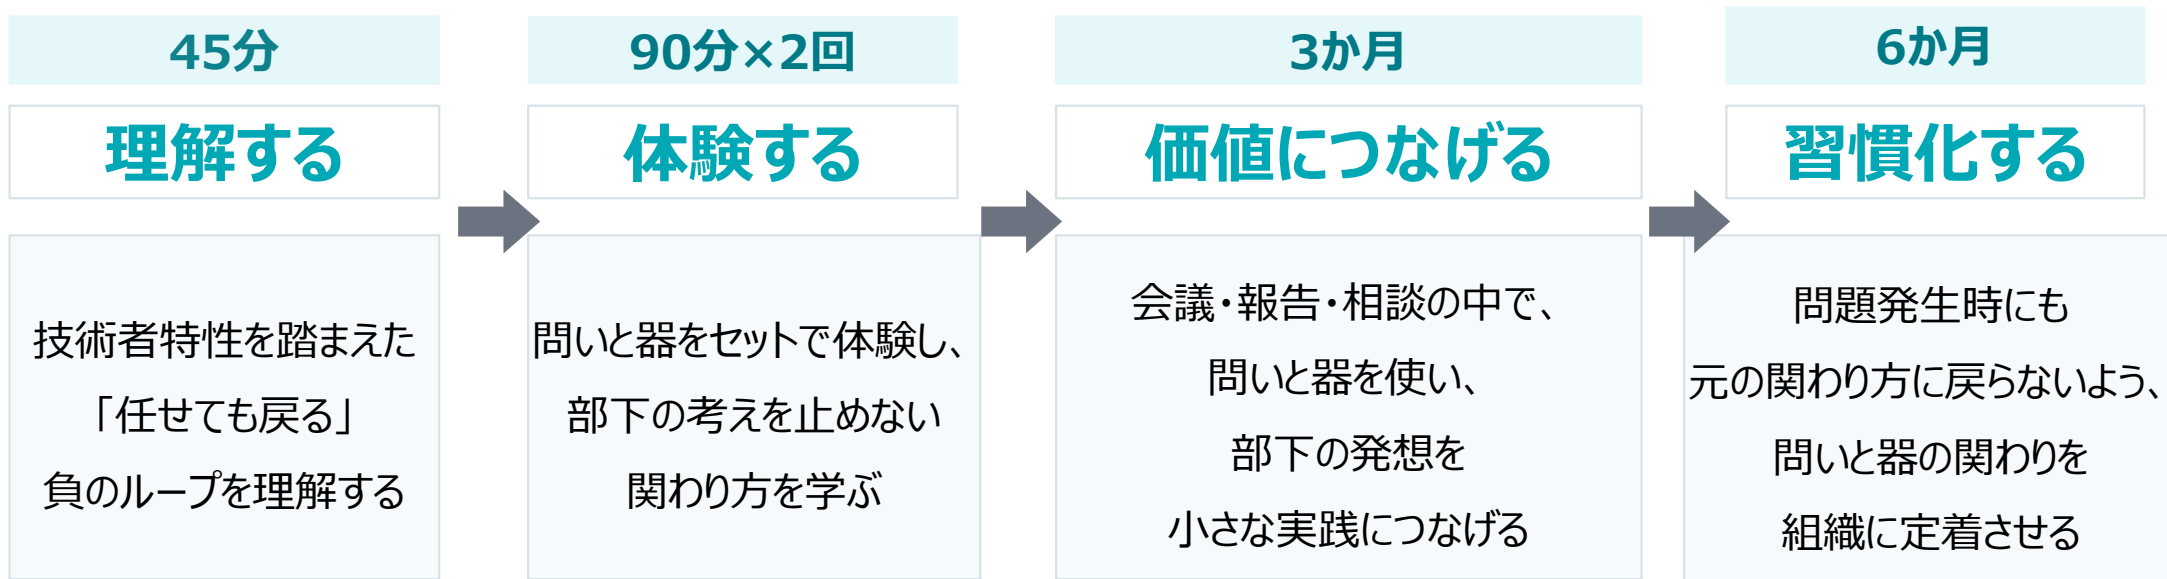 45分
理解する
技術者特性を踏まえた
「任せても戻る」
負のループを理解する
90分×2回
体験する
問いと器をセットで体験し、
部下の考えを止めない
関わり方を学ぶ
3か月
価値につなげる
会議・報告・相談の中で、
問いと器を使い、
部下の発想を
小さな実践につなげる
6か月
習慣化する
問題発生時にも
元の関わり方に戻らないよう、
問いと器の関わりを
組織に定着させる